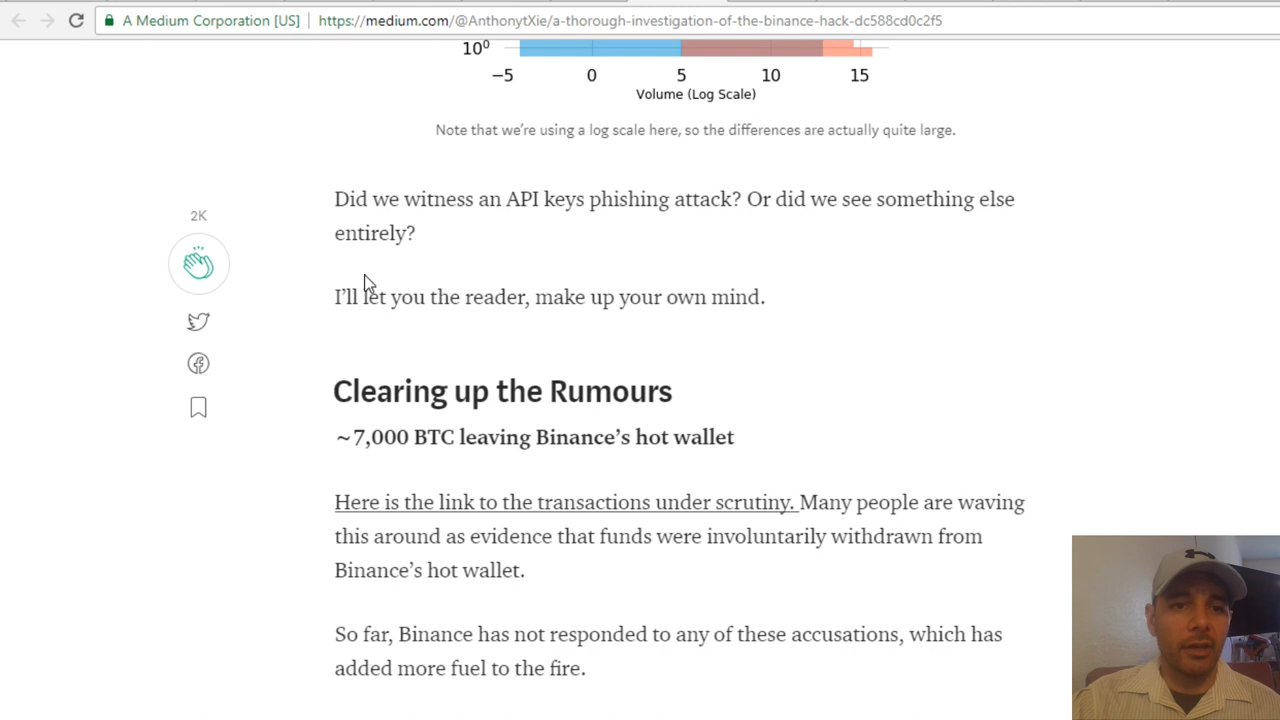 A Medium Corporation [US]
https://medium.com/@AnthonytXie/a-thorough-investigation-of-the-binance-hack-dc588cd0c2f5
10⁰
−5 0 5 10 15
Volume (Log Scale)
Note that we're using a log scale here, so the differences are actually quite large.
2K
Did we witness an API keys phishing attack? Or did we see something else
entirely?
I'll let you the reader, make up your own mind.
Clearing up the Rumours
~7,000 BTC leaving Binance's hot wallet
Here is the link to the transactions under scrutiny. Many people are waving
this around as evidence that funds were involuntarily withdrawn from
Binance's hot wallet.
So far, Binance has not responded to any of these accusations, which has
added more fuel to the fire.